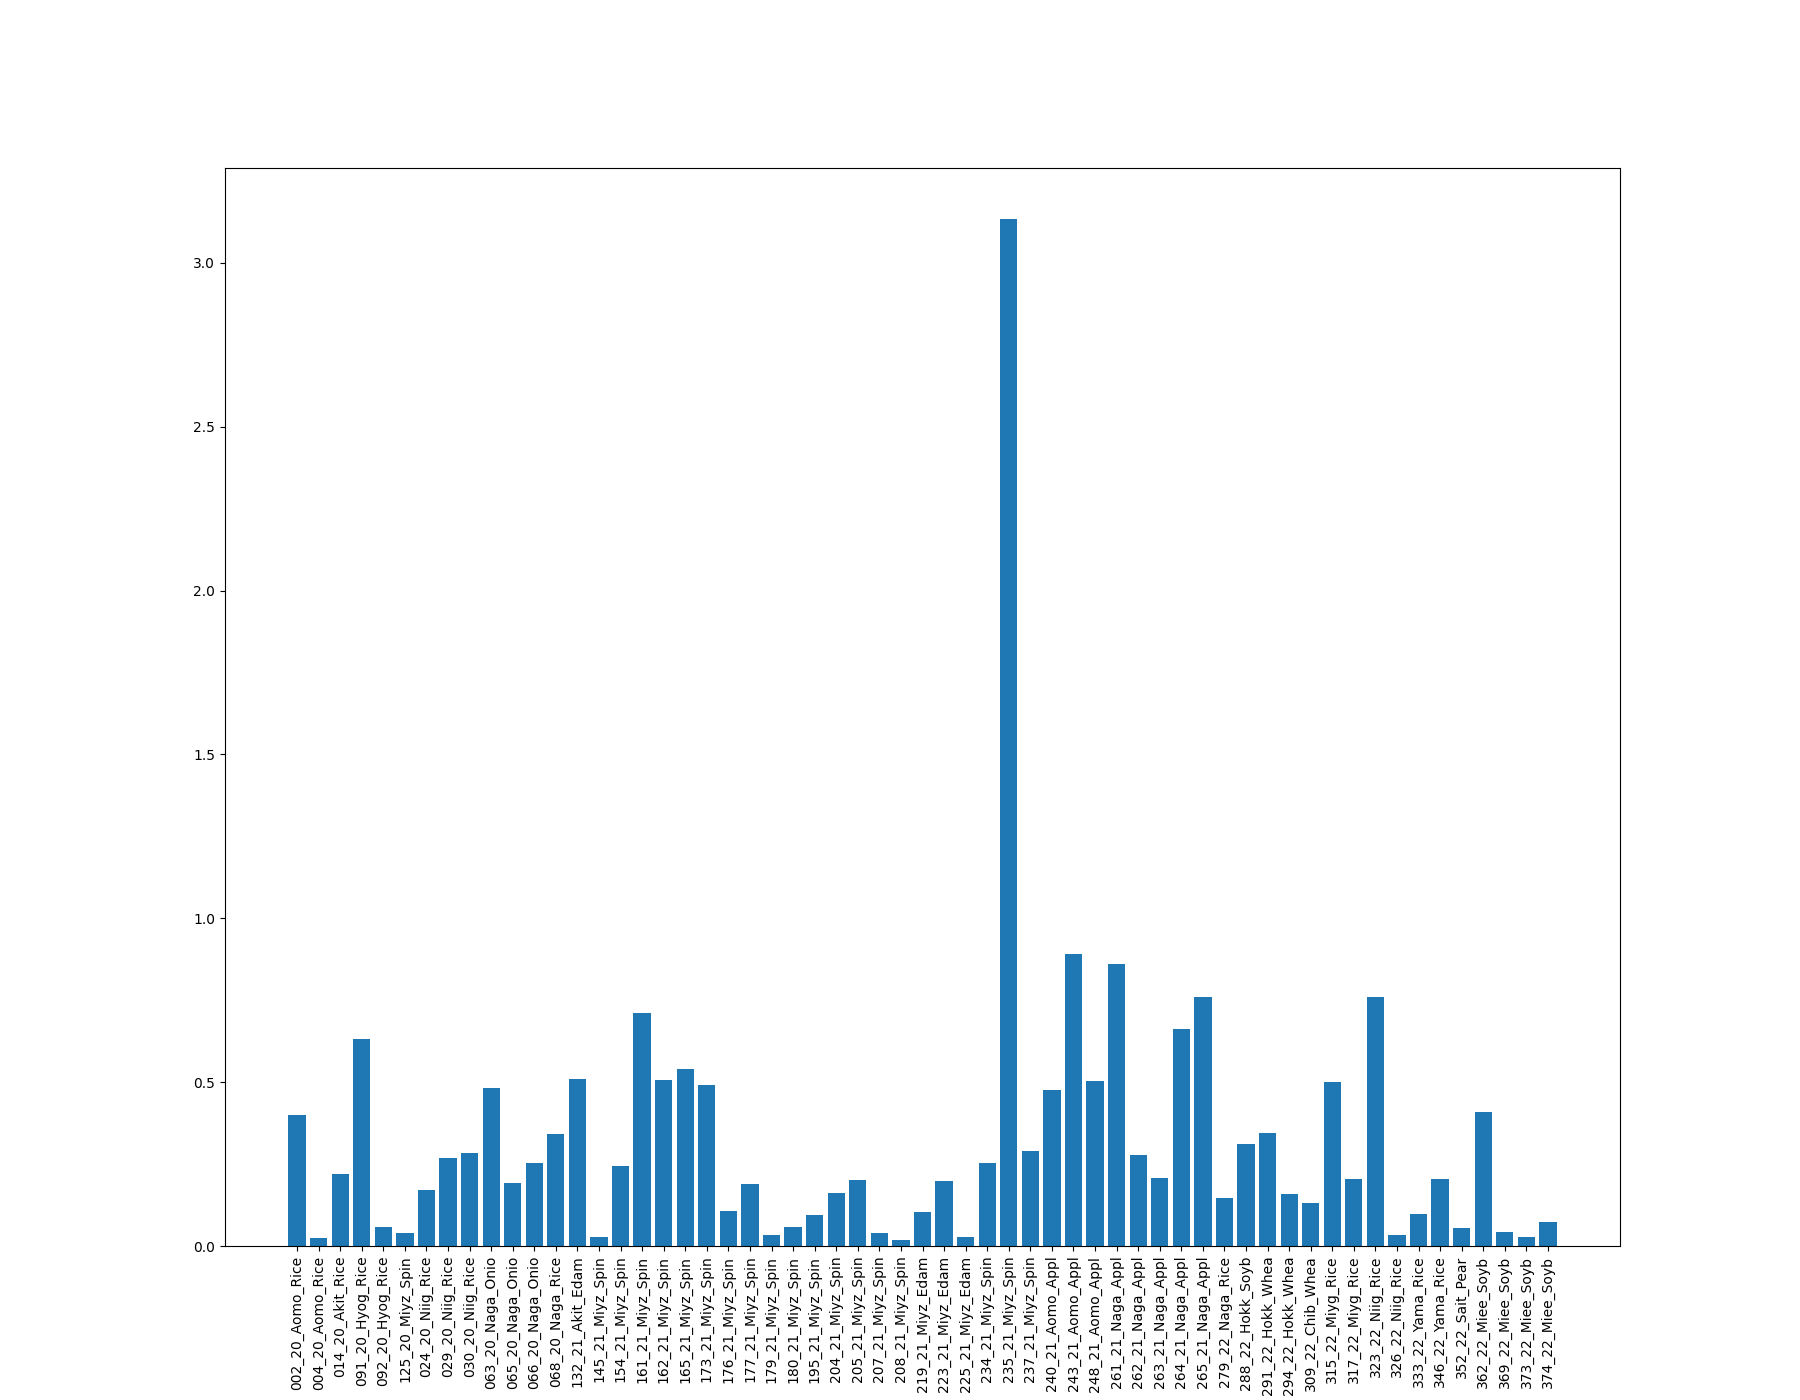 3.0
2.5
2.0
1.5
1.0
0.5
0.0
002_20_Aomo_Rice
004_20_Aomo_Rice
014_20_Akit_Rice
091_20_Hyog_Rice
092_20_Hyog_Rice
125_20_Miyz_Spin
024_20_Niig_Rice
029_20_Niig_Rice
030_20_Niig_Rice
063_20_Naga_Onio
065_20_Naga_Onio
066_20_Naga_Onio
068_20_Naga_Rice
132_21_Akit_Edam
145_21_Miyz_Spin
154_21_Miyz_Spin
161_21_Miyz_Spin
162_21_Miyz_Spin
165_21_Miyz_Spin
173_21_Miyz_Spin
176_21_Miyz_Spin
177_21_Miyz_Spin
179_21_Miyz_Spin
180_21_Miyz_Spin
195_21_Miyz_Spin
204_21_Miyz_Spin
205_21_Miyz_Spin
207_21_Miyz_Spin
208_21_Miyz_Spin
219_21_Miyz_Edam
223_21_Miyz_Edam
225_21_Miyz_Edam
234_21_Miyz_Spin
235_21_Miyz_Spin
237_21_Miyz_Spin
240_21_Aomo_Appl
243_21_Aomo_Appl
248_21_Aomo_Appl
261_21_Naga_Appl
262_21_Naga_Appl
263_21_Naga_Appl
264_21_Naga_Appl
265_21_Naga_Appl
279_22_Naga_Rice
288_22_Hokk_Soyb
291_22_Hokk_Whea
294_22_Hokk_Whea
309_22_Chib_Whea
315_22_Miyg_Rice
317_22_Miyg_Rice
323_22_Niig_Rice
326_22_Niig_Rice
333_22_Yama_Rice
346_22_Yama_Rice
352_22_Sait_Pear
362_22_Miee_Soyb
369_22_Miee_Soyb
373_22_Miee_Soyb
374_22_Miee_Soyb